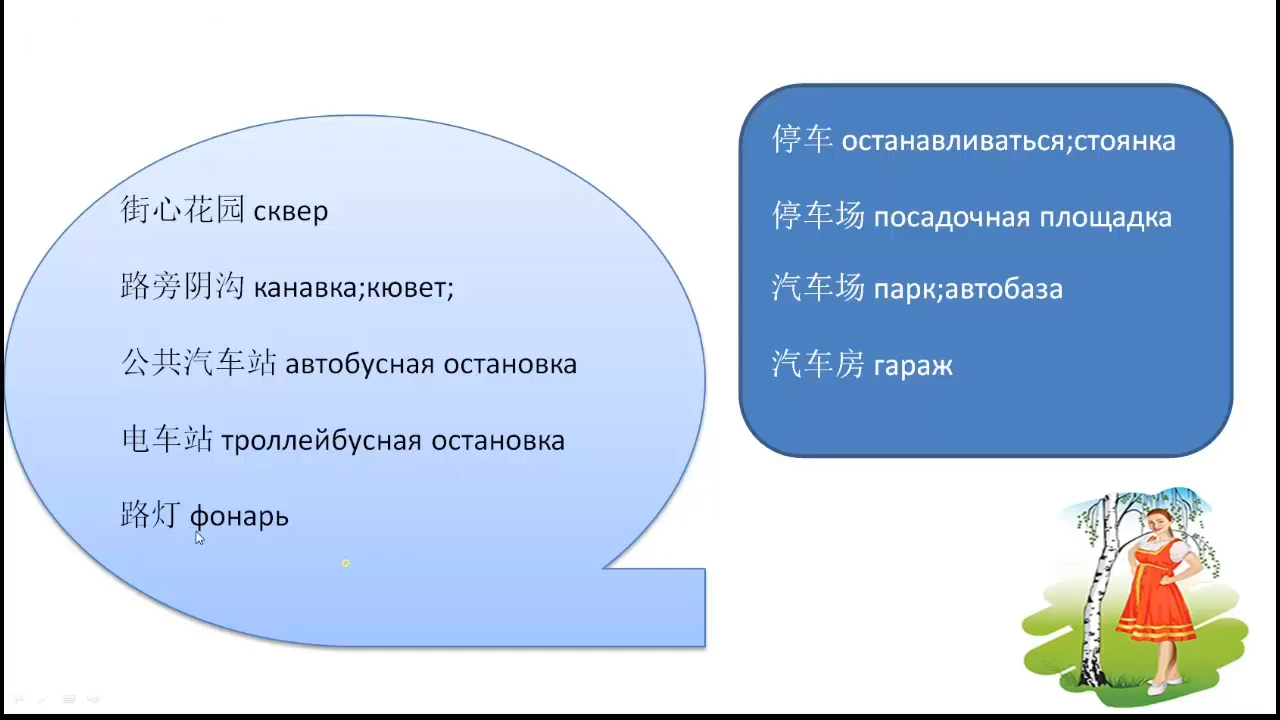 街心花园 сквер
路旁阴沟 канавка;кювет;
公共汽车站 автобусная остановка
电车站 троллейбусная остановка
路灯 фонарь
停车 останавливаться;стоянка
停车场 посадочная площадка
汽车场 парк;автобаза
汽车房 гараж